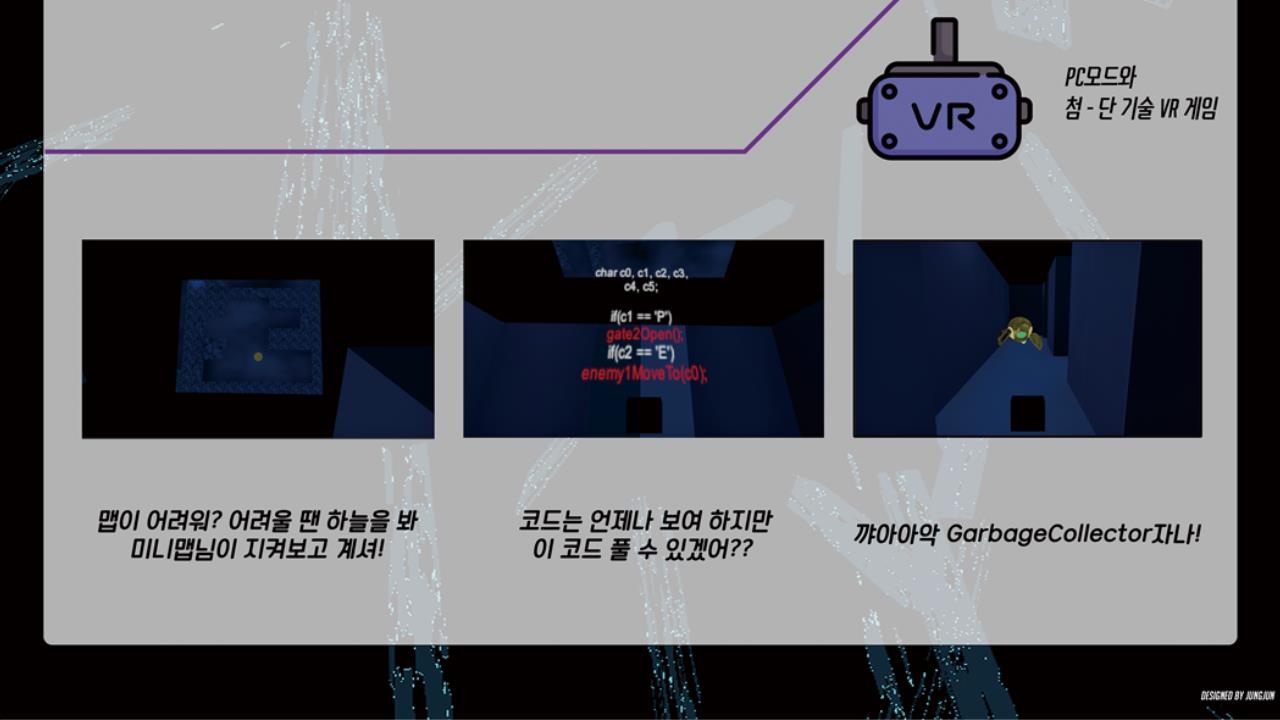 VR
PC모드와
첨 - 단 기술 VR 게임
char c0, c1, c2, c3,
c4, c5;
if(c1 == 'P')
gate2Open();
if(c2 == 'E')
enemy1MoveTo(c0);
맵이 어려워? 어려울 땐 하늘을 봐
미니맵님이 지켜보고 계셔!
코드는 언제나 보여 하지만
이 코드 풀 수 있겠어??
꺄아아악 GarbageCollector자나!
DESIGNED BY JUNGJUN